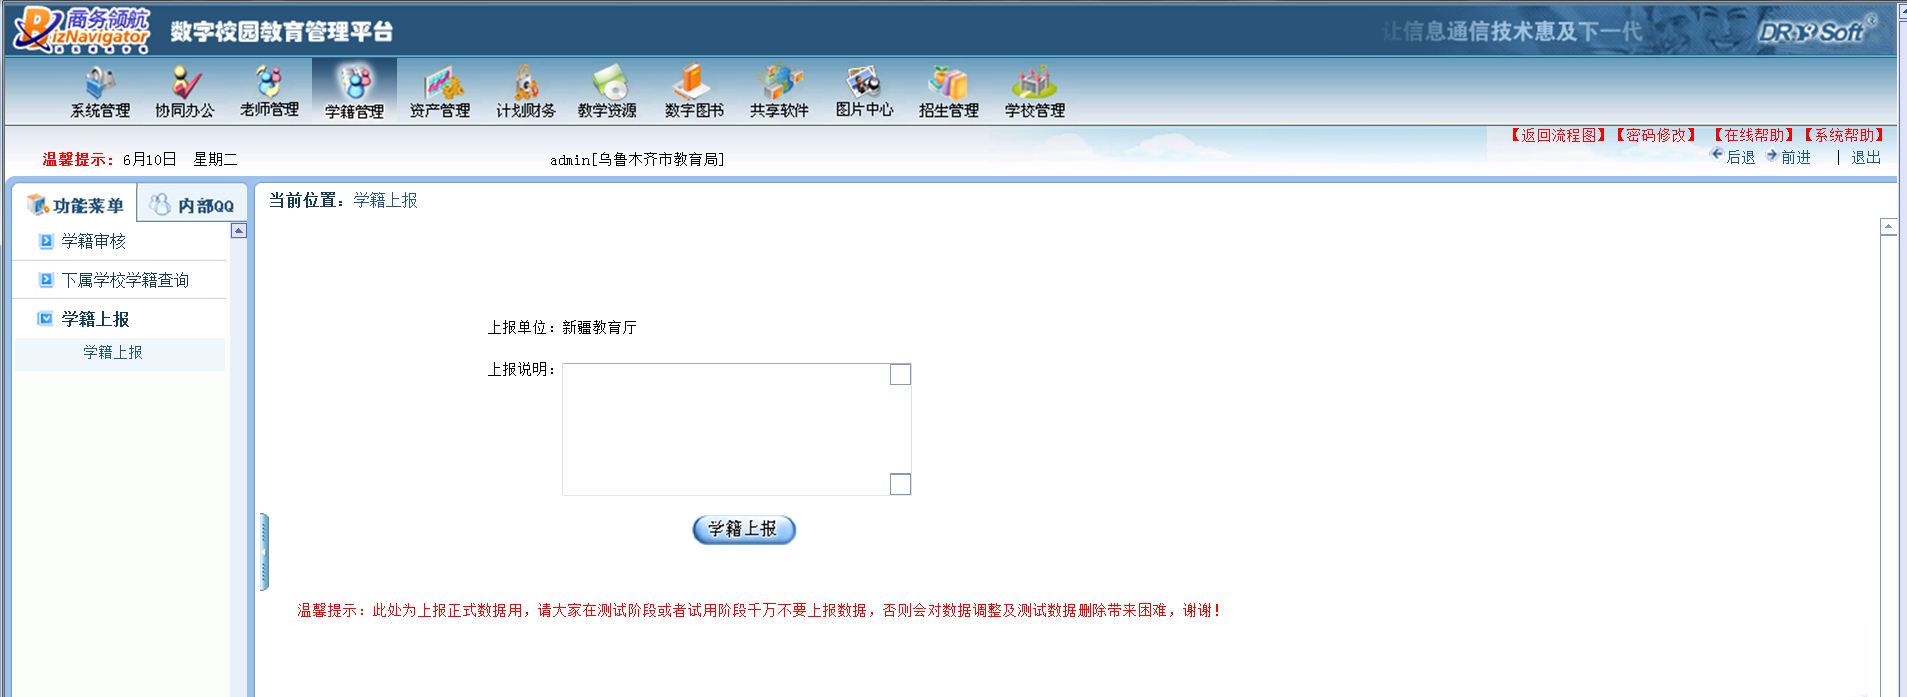 商务领航
BizNavigator
数字校园教育管理平台
让信息通信技术惠及下一代
系统管理 协同办公 老师管理 学籍管理 资产管理 计划财务 教学资源 数字图书 共享软件 图片中心 招生管理 学校管理
【返回流程图】【密码修改】 【在线帮助】【系统帮助】
温馨提示：6月10日 星期二
admin[乌鲁木齐市教育局]
后退 前进 | 退出
功能菜单 内部QQ
当前位置：学籍上报
学籍审核
下属学校学籍查询
学籍上报
学籍上报
上报单位：新疆教育厅
上报说明：
学籍上报
温馨提示：此处为上报正式数据用，请大家在测试阶段或者试用阶段千万不要上报数据，否则会对数据调整及测试数据删除带来困难，谢谢！